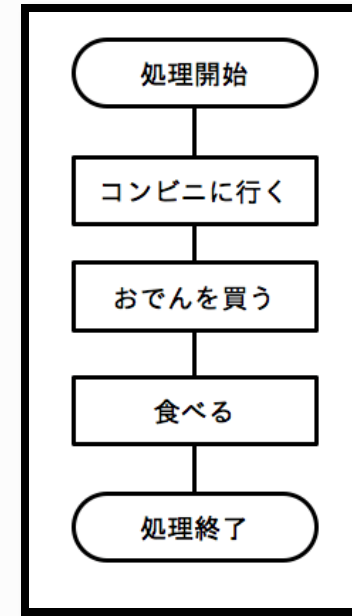 処理開始
コンビニに行く
おでんを買う
食べる
処理終了